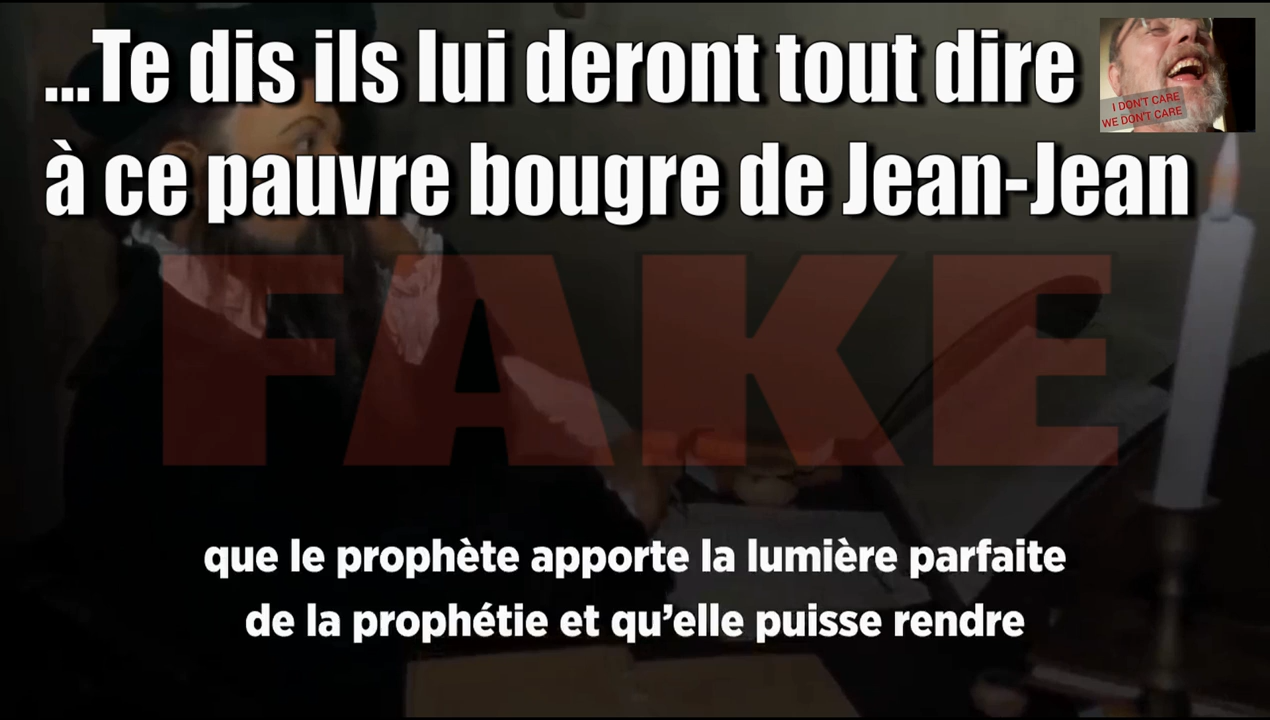 ...Te dis ils lui deront tout dire
à ce pauvre bougre de Jean-Jean
I DON'T CARE
WE DON'T CARE
FAKE
que le prophète apporte la lumière parfaite
de la prophétie et qu'elle puisse rendre